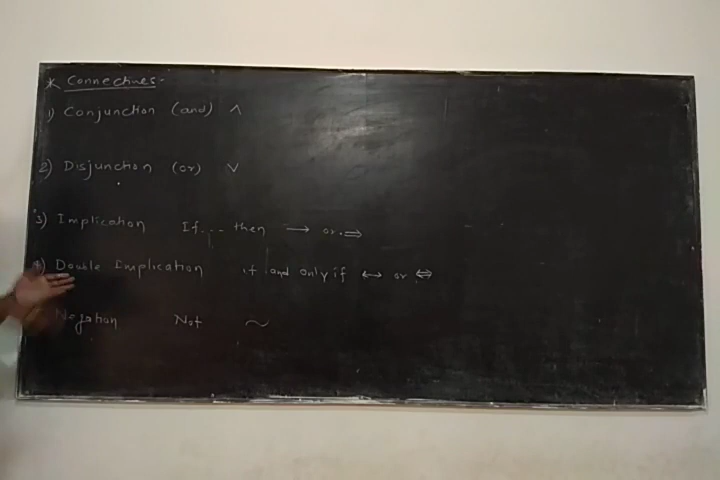 * Connectives -
1) Conjunction (and) ∧
2) Disjunction (or) ∨
3) Implication If... then → or ⇒
4) Double Implication if and only if ↔ or ⇔
Negation Not ~